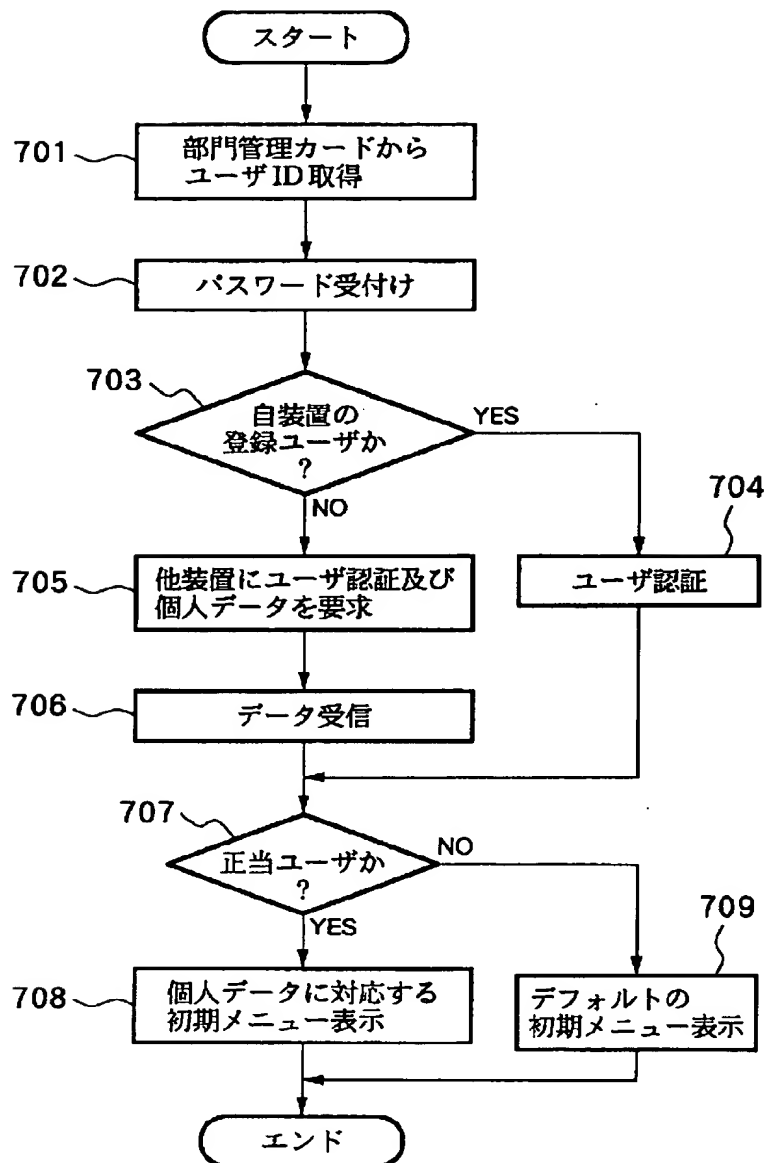 スタート
701
部門管理カードから
ユーザID取得
702
パスワード受付け
703
自装置の
登録ユーザか
?
YES
NO
704
ユーザ認証
705
他装置にユーザ認証及び
個人データを要求
706
データ受信
707
正当ユーザか
?
NO
YES
708
個人データに対応する
初期メニュー表示
709
デフォルトの
初期メニュー表示
エンド